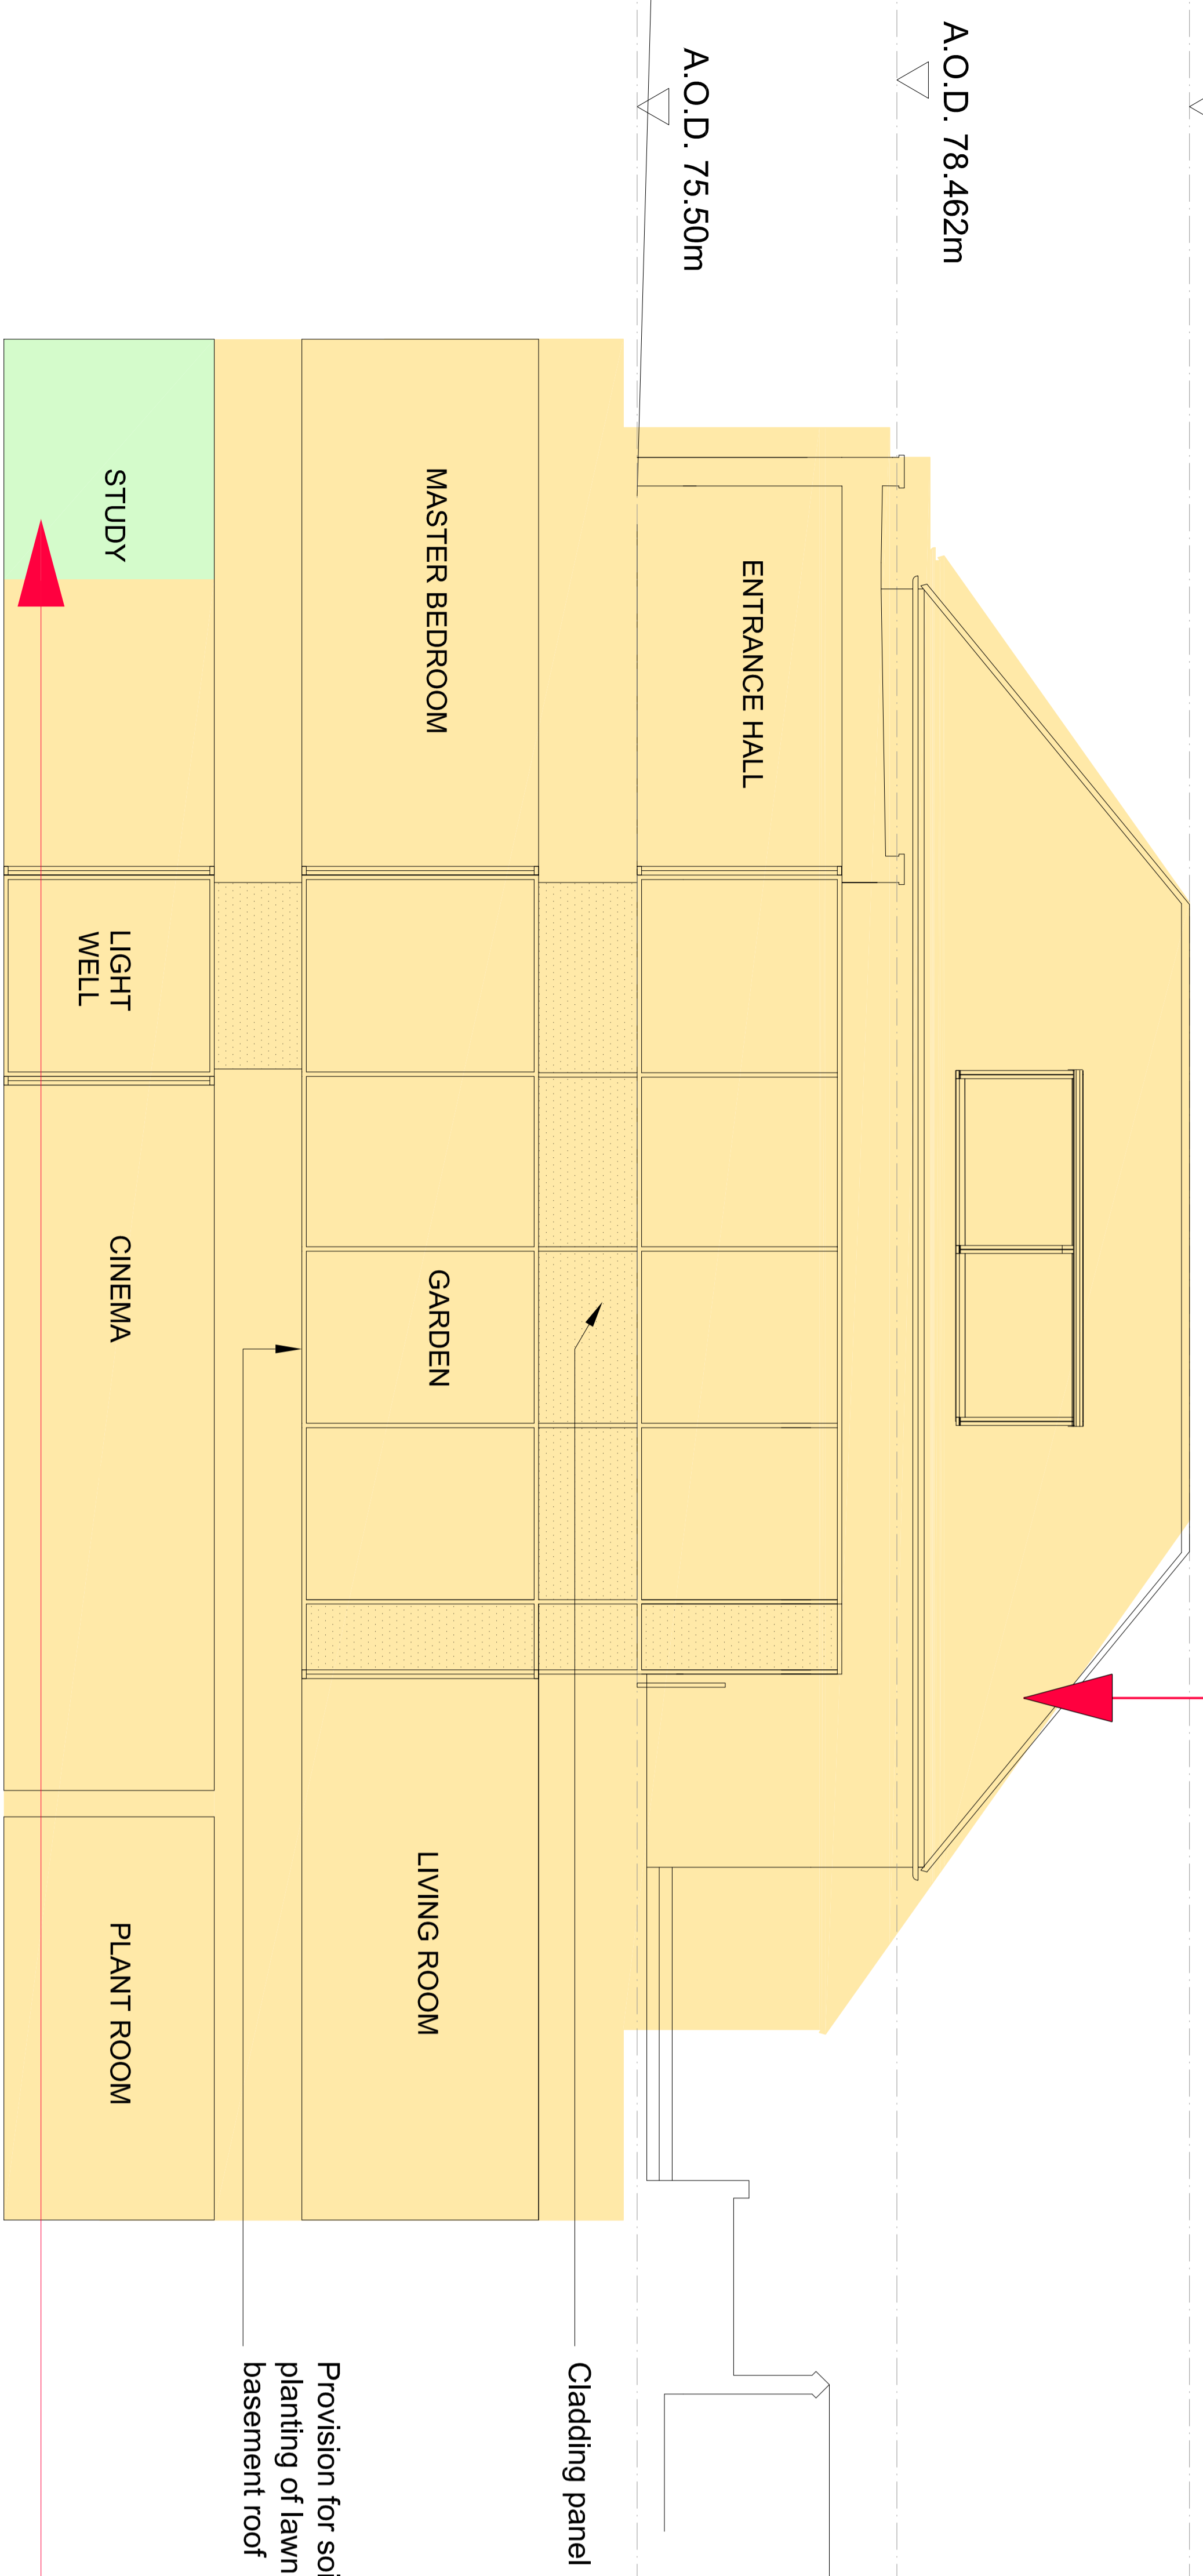 A.O.D. 78.462m
A.O.D. 75.50m
ENTRANCE HALL
MASTER BEDROOM
GARDEN
LIVING ROOM
STUDY
LIGHT
WELL
CINEMA
PLANT ROOM
Cladding panel
Provision for soi
planting of lawn
basement roof